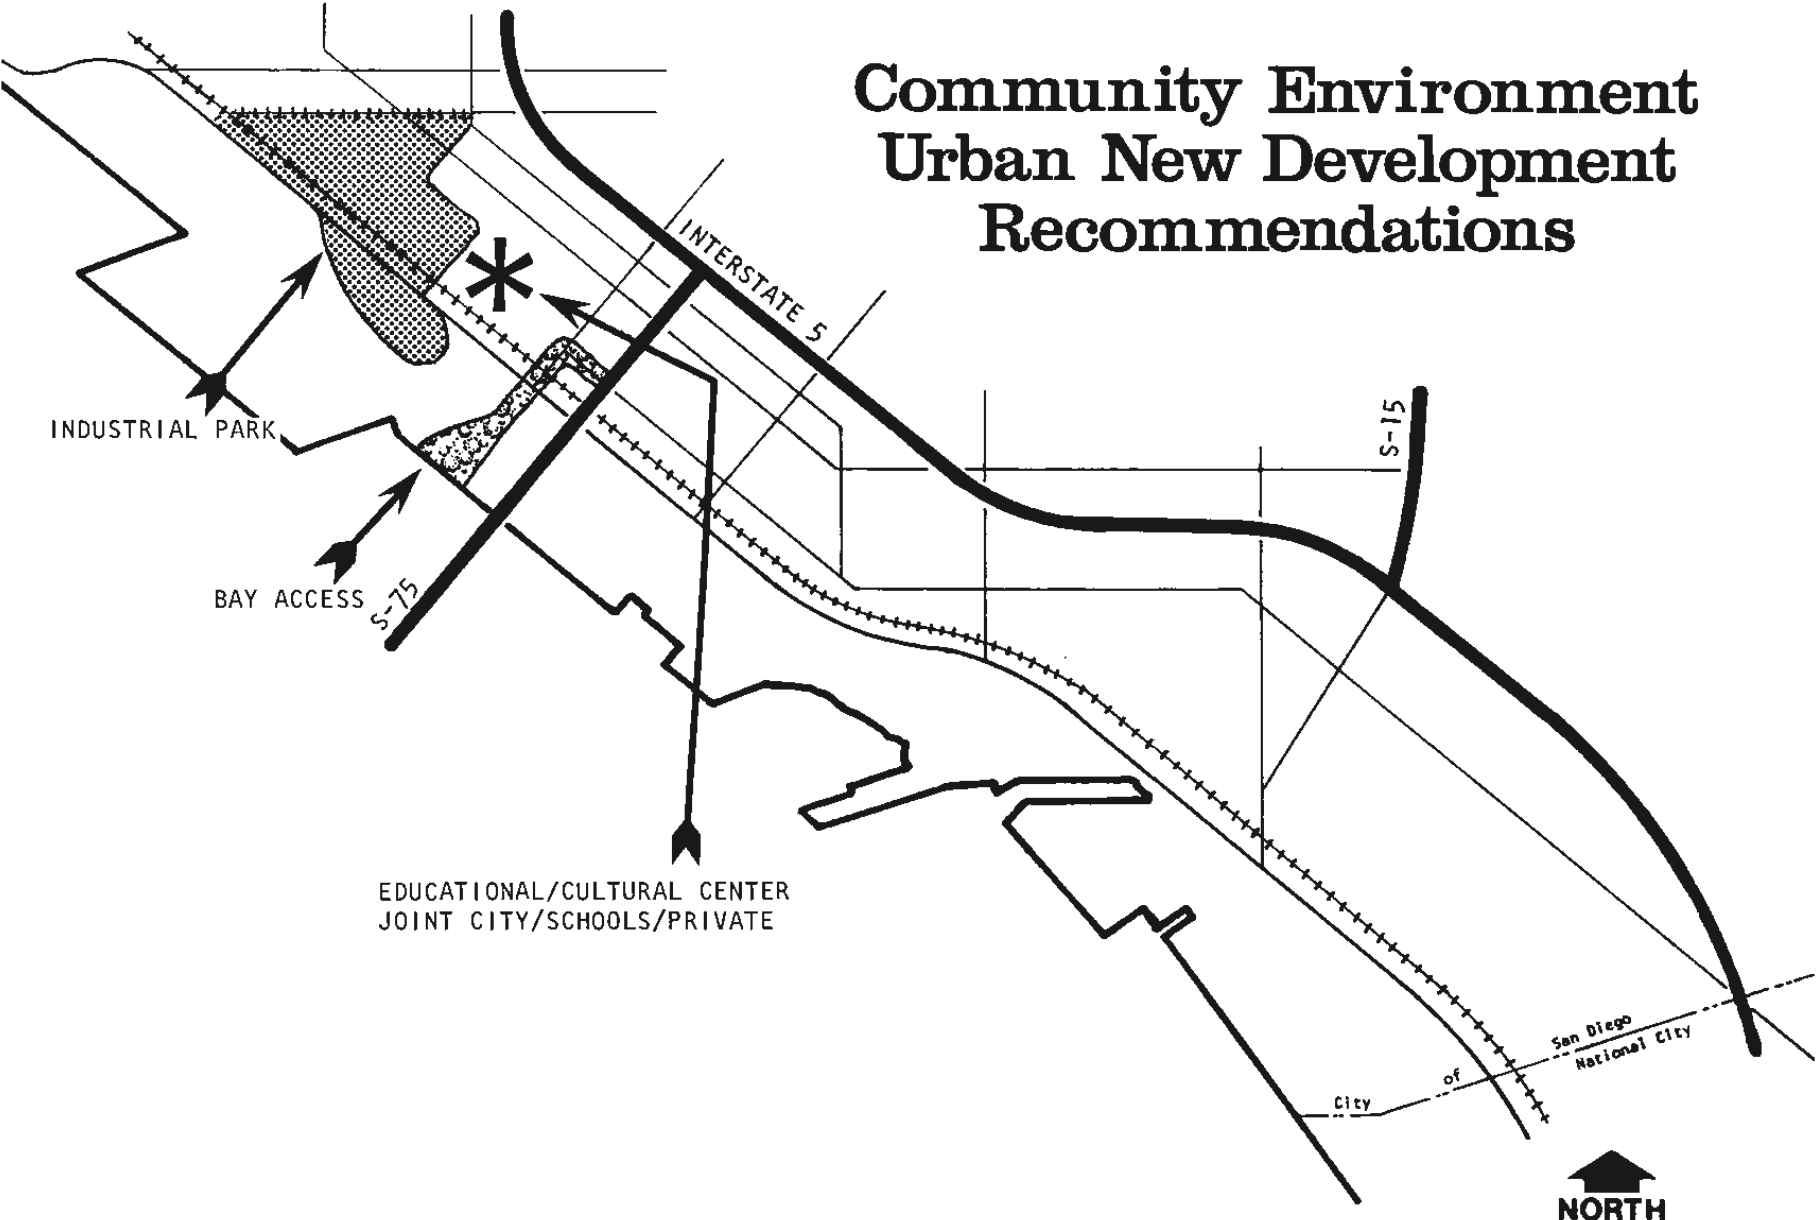 Community Environment
Urban New Development
Recommendations
INTERSTATE 5
S-15
INDUSTRIAL PARK
BAY ACCESS
S-75
EDUCATIONAL/CULTURAL CENTER
JOINT CITY/SCHOOLS/PRIVATE
San Diego
City of
National City
NORTH